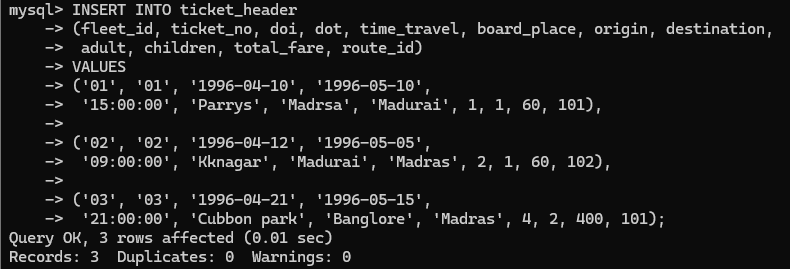 mysql> INSERT INTO ticket_header
    -> (fleet_id, ticket_no, doi, dot, time_travel, board_place, origin, destination,
    ->  adult, children, total_fare, route_id)
    -> VALUES
    -> ('01', '01', '1996-04-10', '1996-05-10',
    ->  '15:00:00', 'Parrys', 'Madrsa', 'Madurai', 1, 1, 60, 101),
    ->
    -> ('02', '02', '1996-04-12', '1996-05-05',
    ->  '09:00:00', 'Kknagar', 'Madurai', 'Madras', 2, 1, 60, 102),
    ->
    -> ('03', '03', '1996-04-21', '1996-05-15',
    ->  '21:00:00', 'Cubbon park', 'Banglore', 'Madras', 4, 2, 400, 101);
Query OK, 3 rows affected (0.01 sec)
Records: 3  Duplicates: 0  Warnings: 0